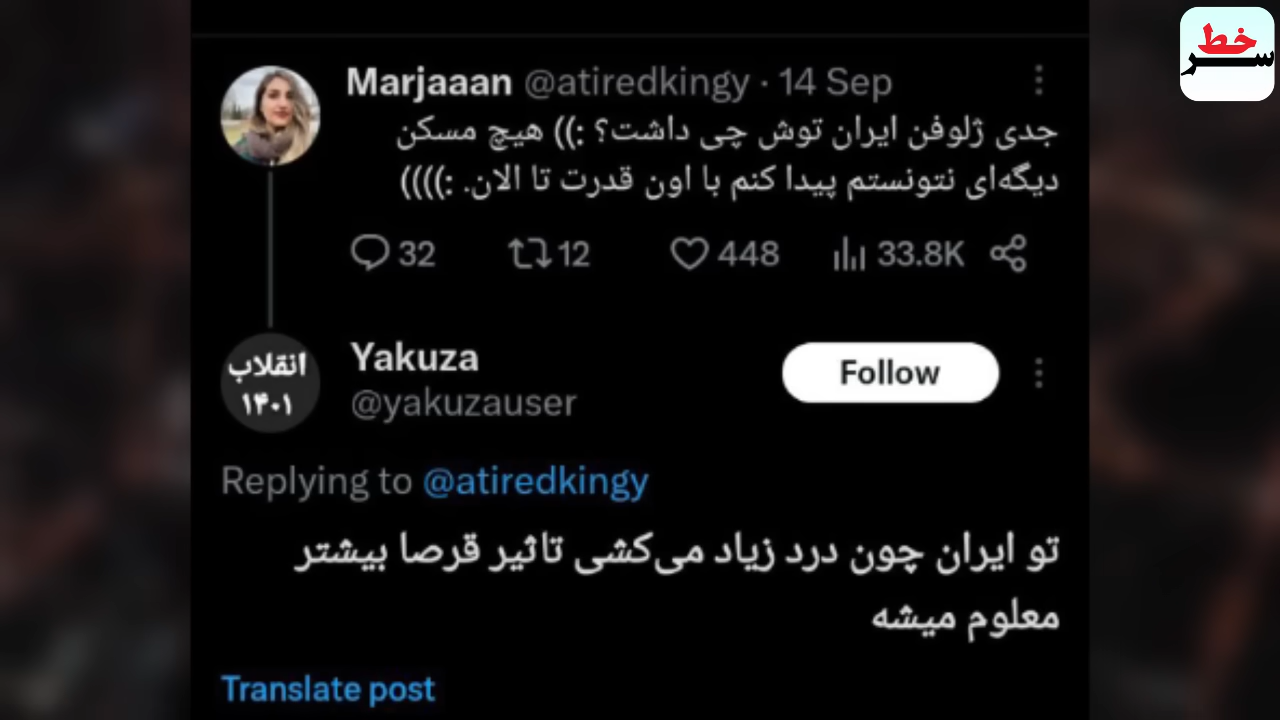 خط
سر
Marjaaan @atiredkingy · 14 Sep
جدی ژلوفن ایران توش چی داشت؟ :)) هیچ مسکن
دیگه‌ای نتونستم پیدا کنم با اون قدرت تا الان. :))))
32 12 448 33.8K
انقلاب
۱۴۰۱
Yakuza
@yakuzauser
Follow
Replying to @atiredkingy
تو ایران چون درد زیاد می‌کشی تاثیر قرصا بیشتر
معلوم میشه
Translate post